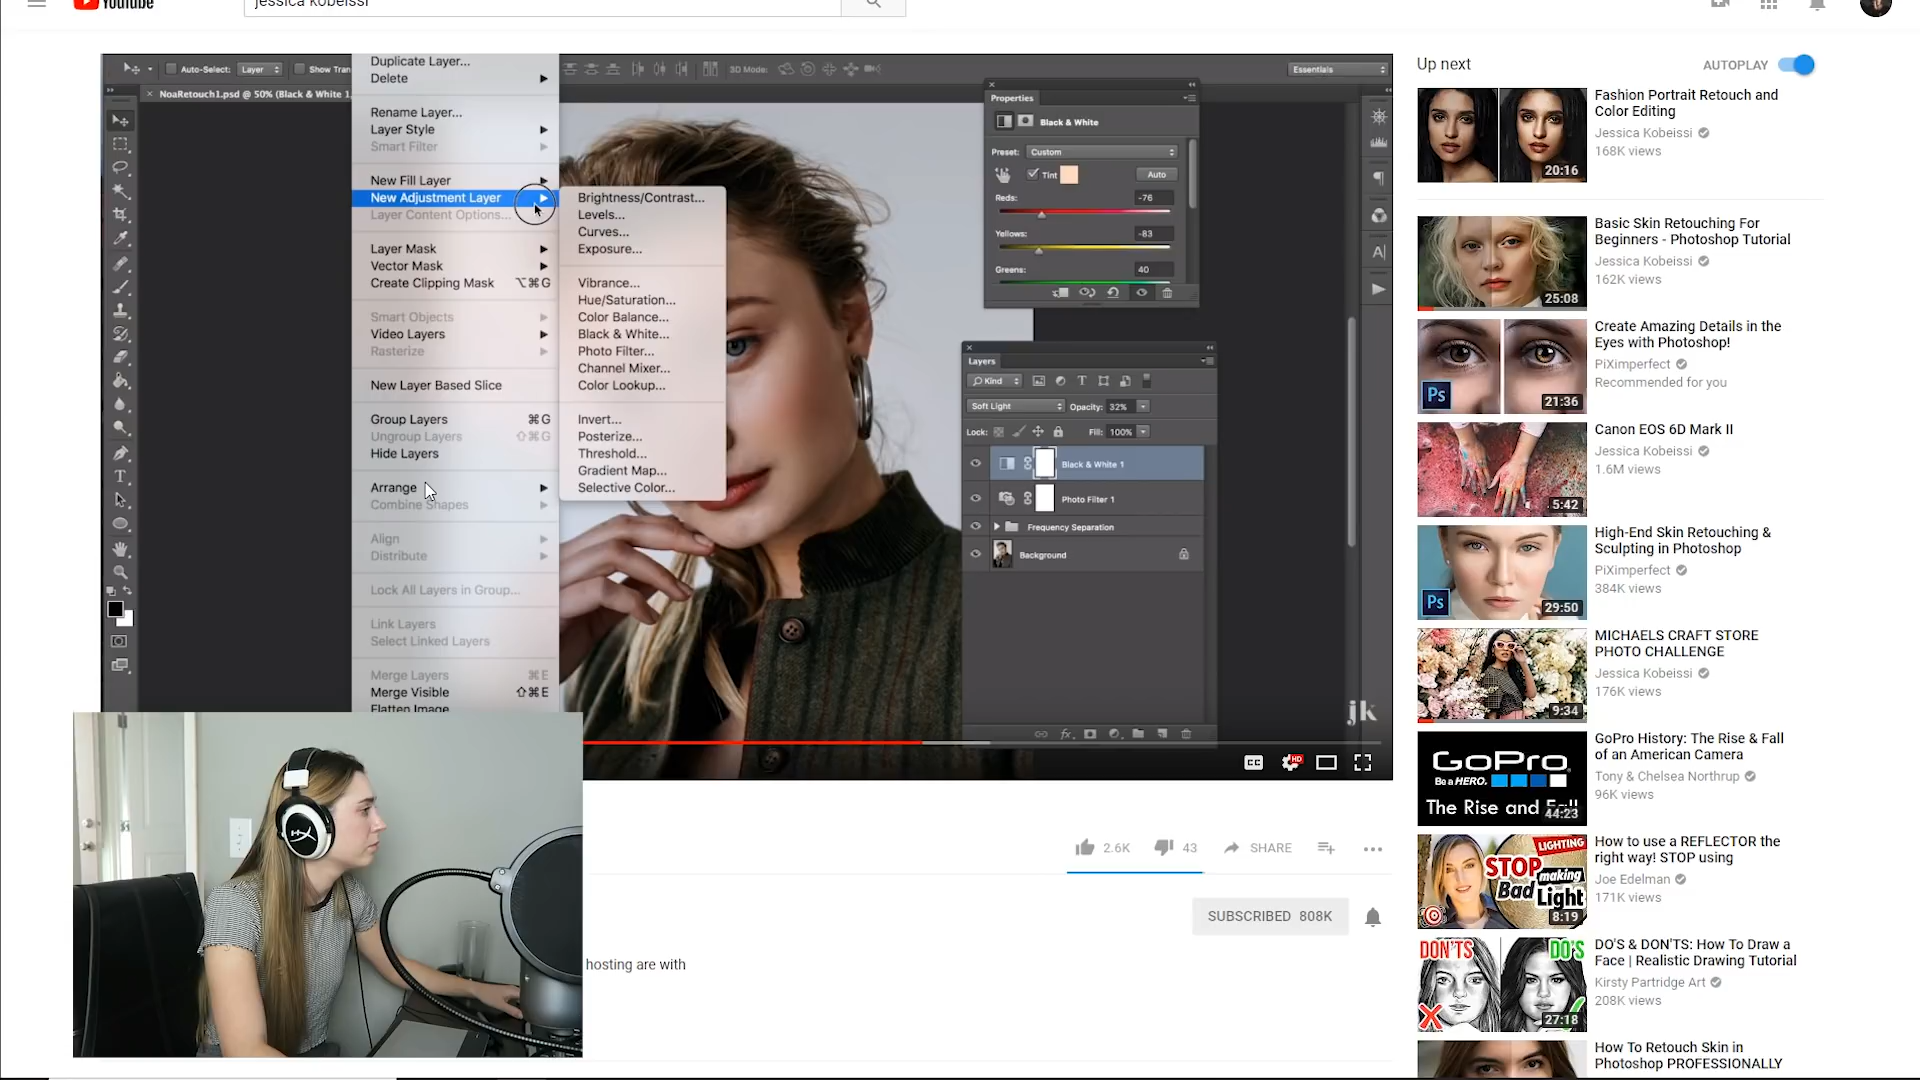 YouTube
jessica kobeissi
Auto-Select:
Layer
Show Tran
3D Mode:
Essentials
NoaRetouch1.psd @ 50% (Black & White 1,
Duplicate Layer...
Delete
Rename Layer...
Layer Style
Smart Filter
New Fill Layer
New Adjustment Layer
Layer Content Options...
Layer Mask
Vector Mask
Create Clipping Mask ⌥⌘G
Smart Objects
Video Layers
Rasterize
New Layer Based Slice
Group Layers ⌘G
Ungroup Layers ⇧⌘G
Hide Layers
Arrange
Combine Shapes
Align
Distribute
Lock All Layers in Group...
Link Layers
Select Linked Layers
Merge Layers ⌘E
Merge Visible ⇧⌘E
Flatten Image
Brightness/Contrast...
Levels...
Curves...
Exposure...
Vibrance...
Hue/Saturation...
Color Balance...
Black & White...
Photo Filter...
Channel Mixer...
Color Lookup...
Invert...
Posterize...
Threshold...
Gradient Map...
Selective Color...
Properties
Black & White
Preset: Custom
Tint
Auto
Reds: -76
Yellows: -83
Greens: 40
Layers
Kind
Soft Light
Opacity: 32%
Lock:
Fill: 100%
Black & White 1
Photo Filter 1
Frequency Separation
Background
jk
CC
HD
2.6K
43
SHARE
SUBSCRIBED 808K
hosting are with
Up next
AUTOPLAY
Fashion Portrait Retouch and
Color Editing
Jessica Kobeissi
168K views
20:16
Basic Skin Retouching For
Beginners - Photoshop Tutorial
Jessica Kobeissi
162K views
25:08
Create Amazing Details in the
Eyes with Photoshop!
PiXimperfect
Recommended for you
Ps
21:36
Canon EOS 6D Mark II
Jessica Kobeissi
1.6M views
5:42
High-End Skin Retouching &
Sculpting in Photoshop
PiXimperfect
384K views
Ps
29:50
MICHAELS CRAFT STORE
PHOTO CHALLENGE
Jessica Kobeissi
176K views
9:34
GoPro History: The Rise & Fall
of an American Camera
Tony & Chelsea Northrup
96K views
GoPro
Be a HERO.
The Rise and Fall
44:23
How to use a REFLECTOR the
right way! STOP using
Joe Edelman
171K views
LIGHTING
STOP making
Bad Light
8:19
DO'S & DON'TS: How To Draw a
Face | Realistic Drawing Tutorial
Kirsty Partridge Art
208K views
DON'TS
DO'S
27:18
How To Retouch Skin in
Photoshop PROFESSIONALLY